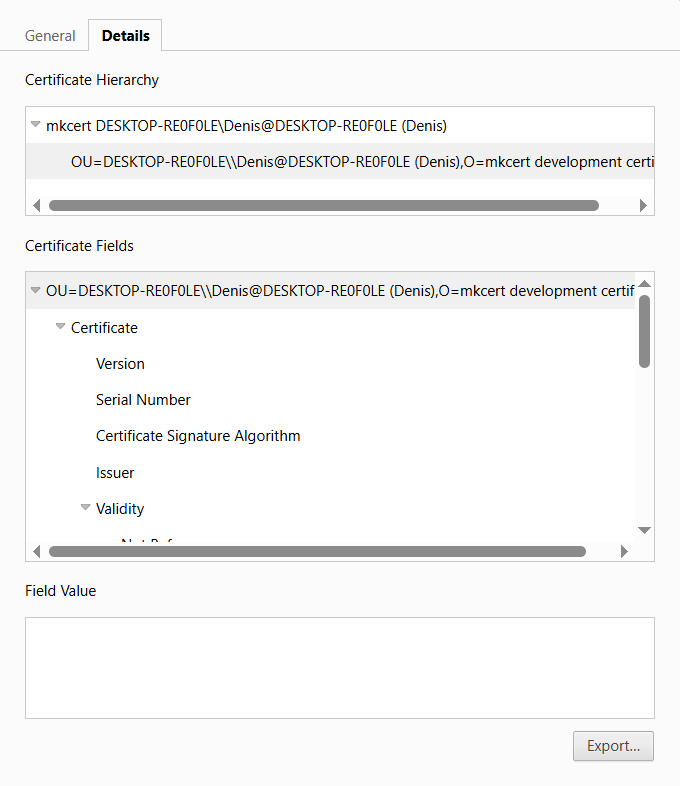 General
Details
Certificate Hierarchy
mkcert DESKTOP-RE0F0LE\Denis@DESKTOP-RE0F0LE (Denis)
OU=DESKTOP-RE0F0LE\\Denis@DESKTOP-RE0F0LE (Denis),O=mkcert development certi
Certificate Fields
OU=DESKTOP-RE0F0LE\\Denis@DESKTOP-RE0F0LE (Denis),O=mkcert development certif
Certificate
Version
Serial Number
Certificate Signature Algorithm
Issuer
Validity
Field Value
Export...